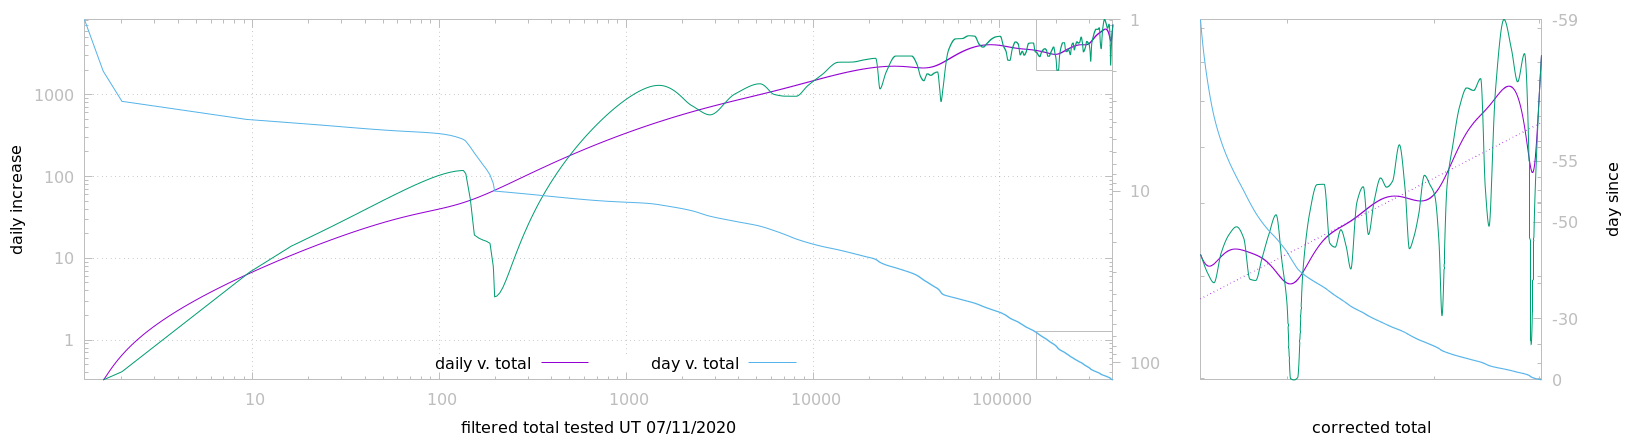 daily increase
1000
100
10
1
daily v. total
day v. total
10
100
1000
10000
100000
filtered total tested UT 07/11/2020
1
10
100
-59
-55
-50
-30
0
day since
corrected total